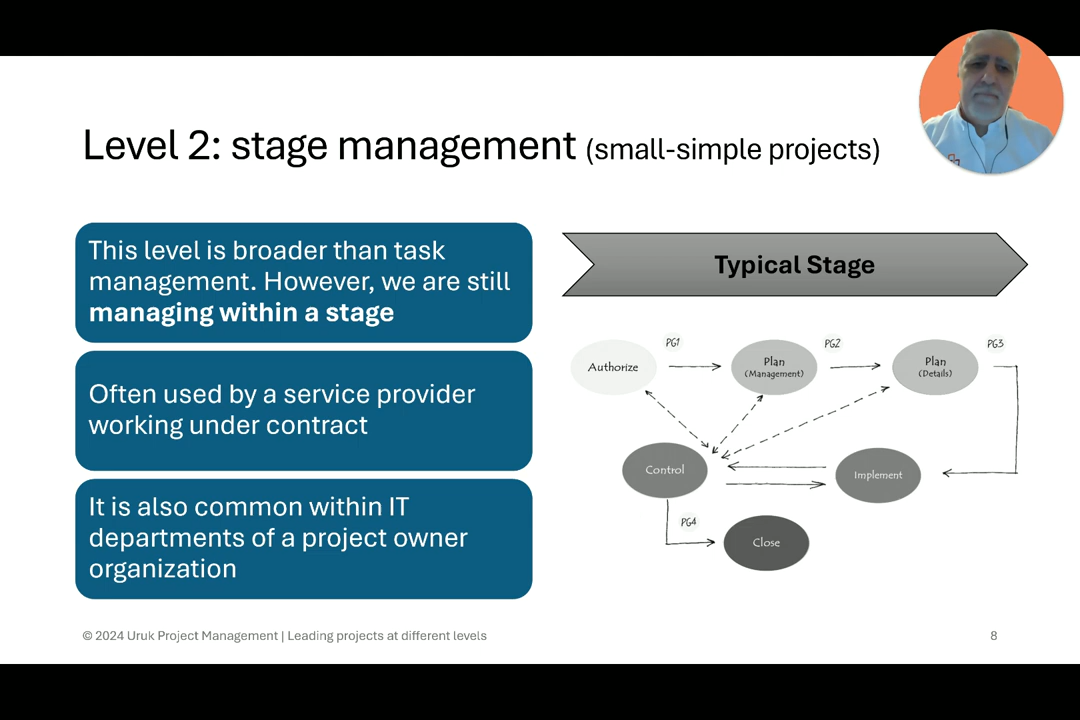 Level 2: stage management (small-simple projects)
This level is broader than task
management. However, we are still
managing within a stage
Often used by a service provider
working under contract
It is also common within IT
departments of a project owner
organization
Typical Stage
Authorize
PG1
Plan
(Management)
PG2
Plan
(Details)
PG3
Control
Implement
PG4
Close
© 2024 Uruk Project Management | Leading projects at different levels
8